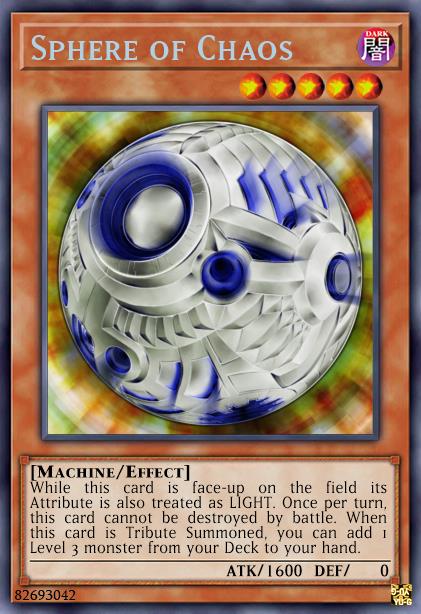 SPHERE OF CHAOS
DARK
闇
[MACHINE/EFFECT]
While this card is face-up on the field its
Attribute is also treated as LIGHT. Once per turn,
this card cannot be destroyed by battle. When
this card is Tribute Summoned, you can add 1
Level 3 monster from your Deck to your hand.
ATK/1600 DEF/ 0
82693042